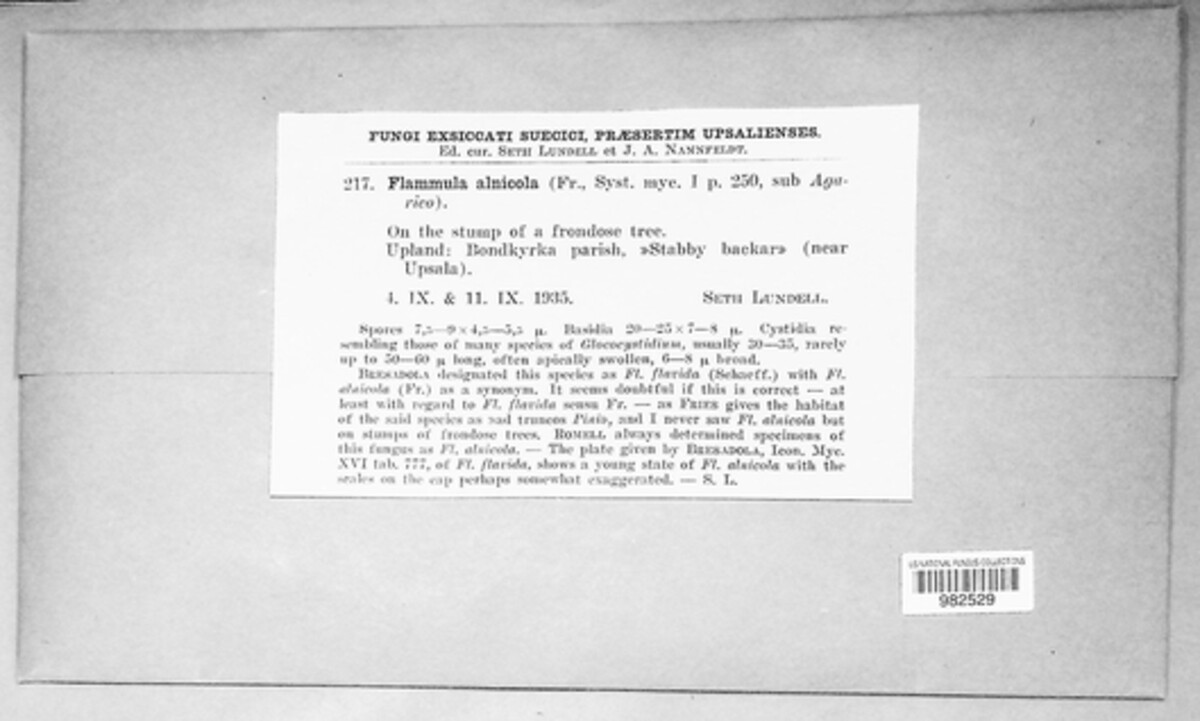 FUNGI EXSICCATI SUECICI, PRÆSERTIM UPSALIENSES.
Ed. cur. SETH LUNDELL et J. A. NANNFELDT.
217. Flammula alnicola (Fr., Syst. myc. I p. 250, sub Aga-
rico).
On the stump of a frondose tree.
Upland: Bondkyrka parish, »Stabby backar» (near
Upsala).
4. IX. & 11. IX. 1935. SETH LUNDELL.
Spores 7,5—9 × 4,5—5,5 µ. Basidia 20—25 × 7—8 µ. Cystidia re-
sembling those of many species of Gloeocystidium, usually 30—35, rarely
up to 50—60 µ long, often apically swollen, 6—8 µ broad.
BRESADOLA designated this species as Fl. flavida (Schaeff.) with Fl.
alnicola (Fr.) as a synonym. It seems doubtful if this is correct — at
least with regard to Fl. flavida sensu Fr. — as FRIES gives the habitat
of the said species as »ad truncos Pini», and I never saw Fl. alnicola but
on stumps of frondose trees. ROMELL always determined specimens of
this fungus as Fl. alnicola. — The plate given by BRESADOLA, Icon. Myc.
XVI tab. 777, of Fl. flavida, shows a young state of Fl. alnicola with the
scales on the cap perhaps somewhat exaggerated. — S. L.
US NATIONAL FUNGUS COLLECTIONS
982529